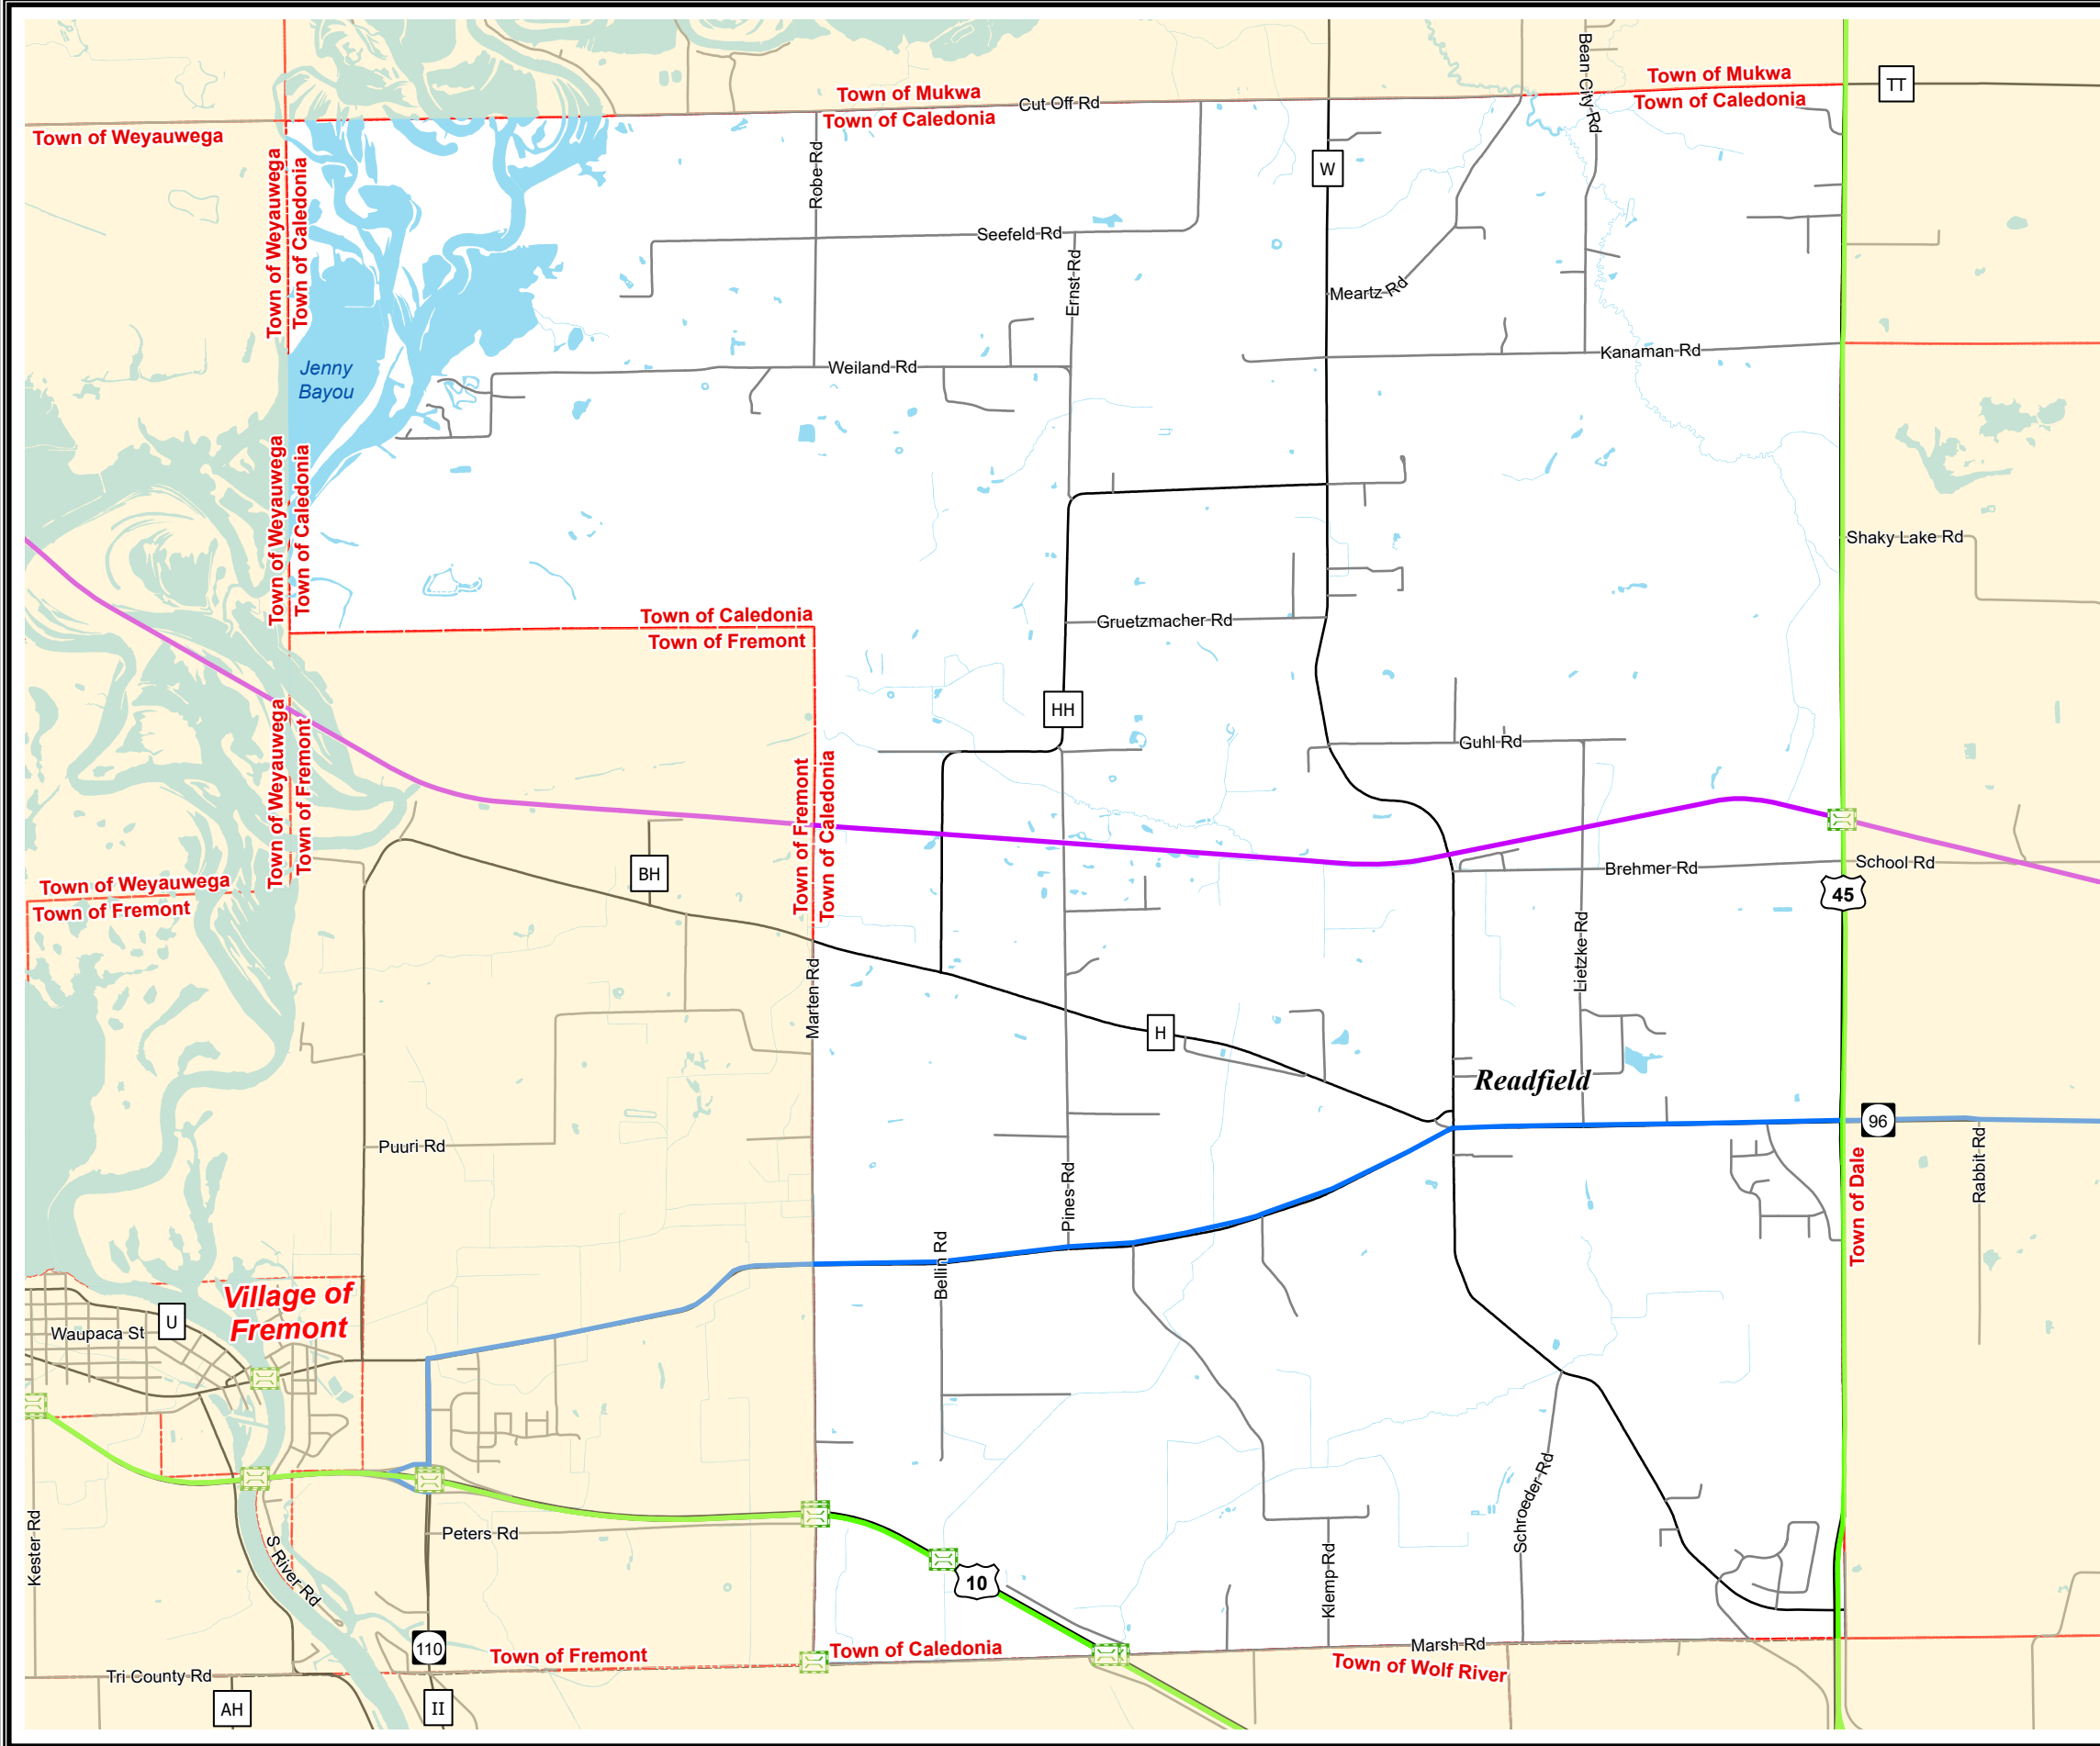 Bean City Rd
Town of Mukwa
Town of Caledonia
TT
Town of Mukwa
Cut Off Rd
Town of Caledonia
Town of Weyauwega
Town of Weyauwega
Town of Caledonia
Robe Rd
W
Seefeld Rd
Ernst Rd
Meartz Rd
Kanaman Rd
Jenny
Bayou
Weiland Rd
Town of Weyauwega
Town of Caledonia
Shaky Lake Rd
Town of Caledonia
Town of Fremont
Gruetzmacher Rd
HH
Guhl Rd
Town of Weyauwega
Town of Fremont
Town of Fremont
Town of Caledonia
BH
Brehmer Rd
School Rd
45
Town of Weyauwega
Town of Fremont
Lietzke Rd
Marten Rd
H
Readfield
96
Puuri Rd
Pines Rd
Rabbit Rd
Town of Dale
Bellin Rd
Village of
Fremont
U
Waupaca St
Kester Rd
S River Rd
Peters Rd
10
Klemp Rd
Schroeder Rd
110
Town of Fremont
Town of Caledonia
Marsh Rd
Town of Wolf River
Tri County Rd
AH
II